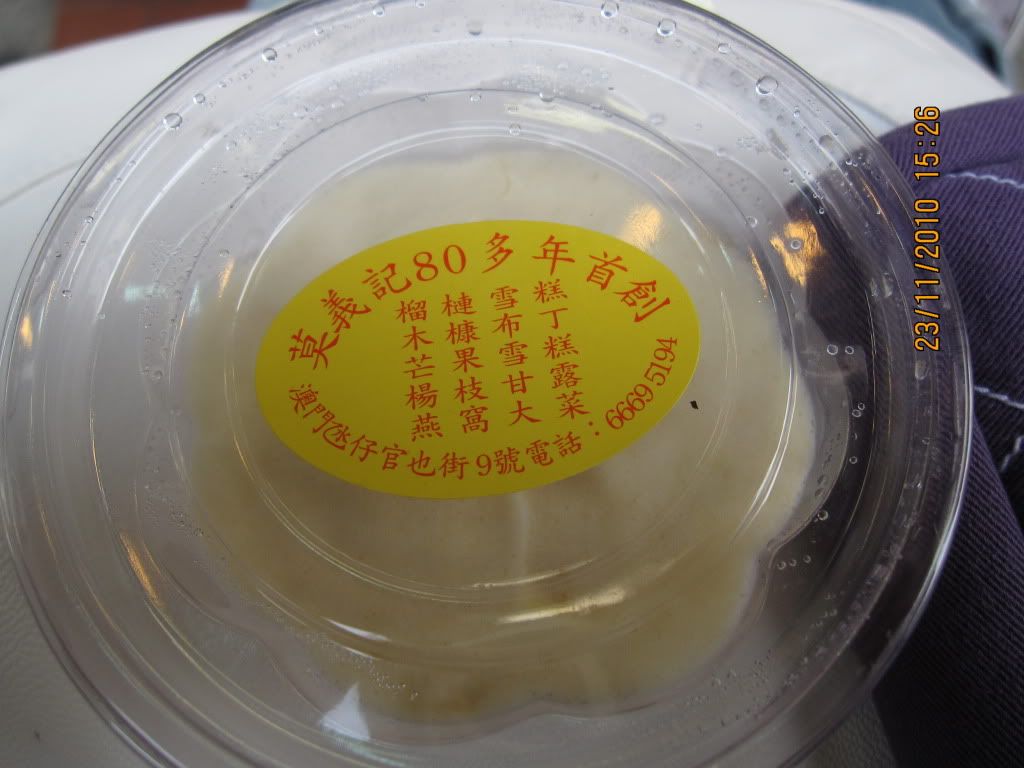 莫義記80多年首創
榴槤雪糕
木槺布丁
芒果雪糕
楊枝甘露
燕窩大菜
澳門氹仔官也街9號電話：66695194
23/11/2010 15:26